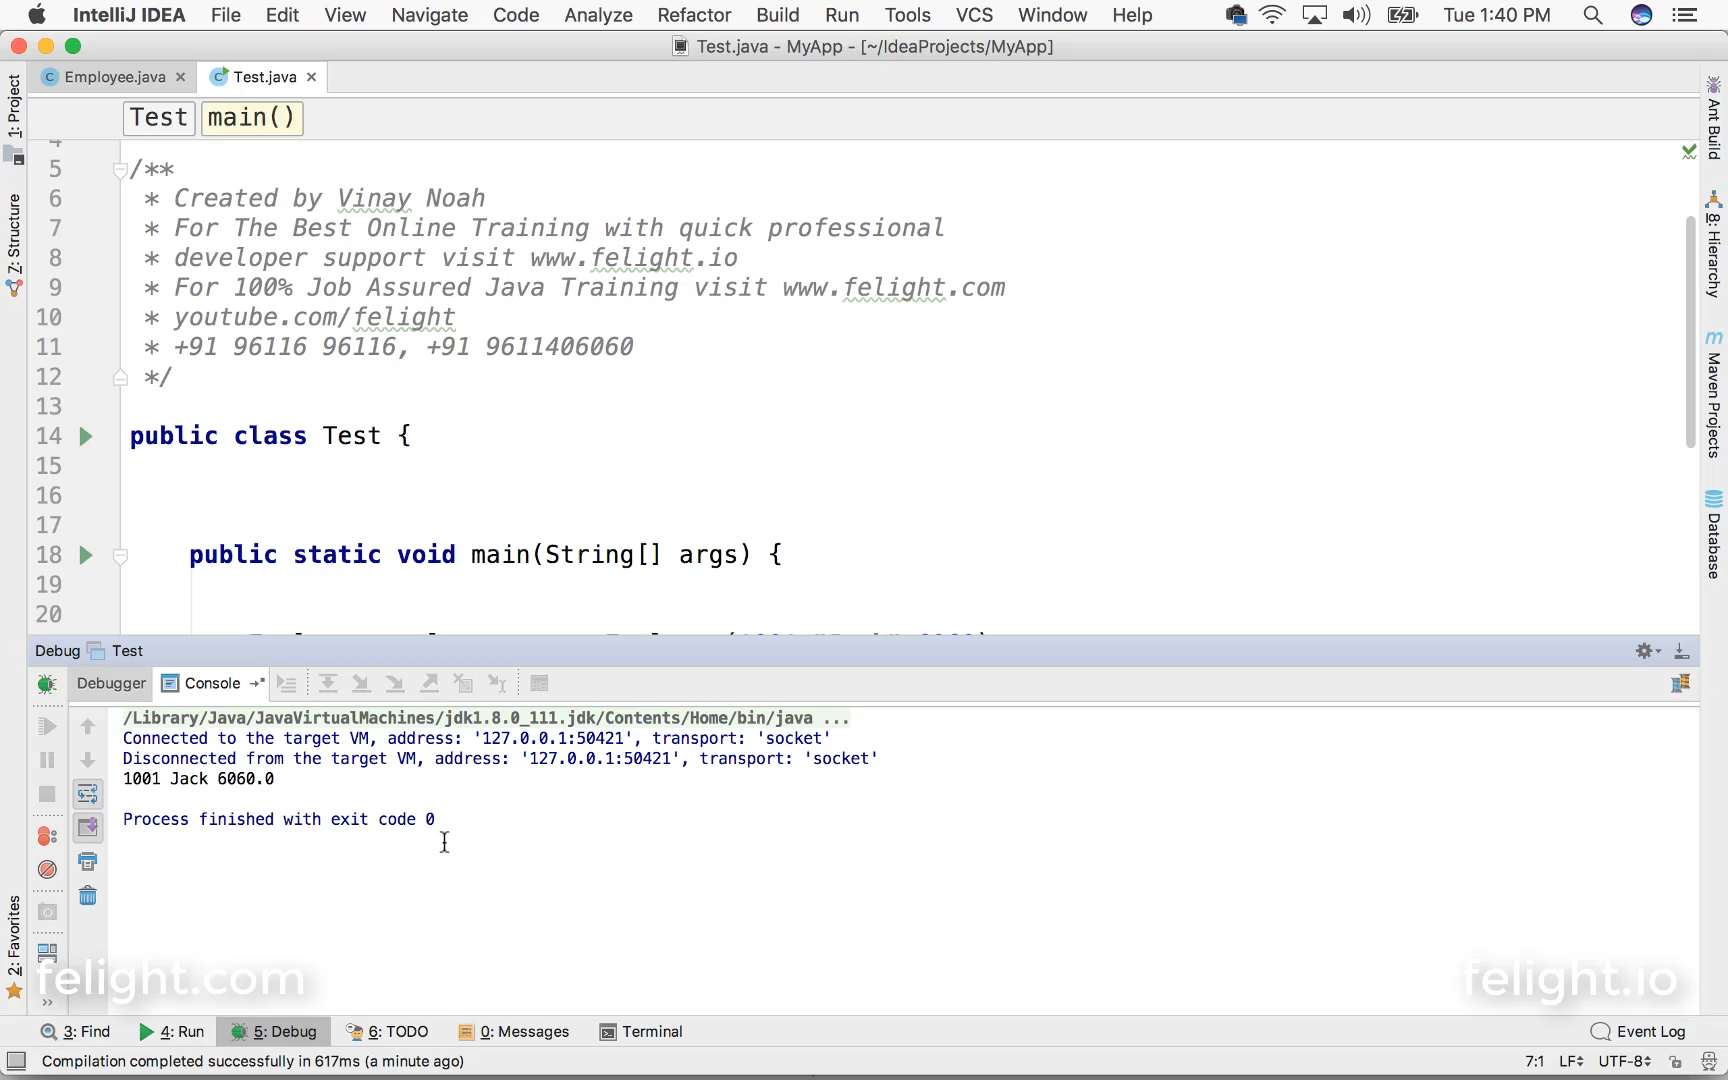 IntelliJ IDEA File Edit View Navigate Code Analyze Refactor Build Run Tools VCS Window Help Tue 1:40 PM
Test.java - MyApp - [~/IdeaProjects/MyApp]
Employee.java Test.java
Test main()
1: Project
7: Structure
2: Favorites
Ant Build
8: Hierarchy
m Maven Projects
Database
4
5 /**
6 * Created by Vinay Noah
7 * For The Best Online Training with quick professional
8 * developer support visit www.felight.io
9 * For 100% Job Assured Java Training visit www.felight.com
10 * youtube.com/felight
11 * +91 96116 96116, +91 9611406060
12 */
13
14 public class Test {
15
16
17
18 public static void main(String[] args) {
19
20
Debug Test
Debugger Console
/Library/Java/JavaVirtualMachines/jdk1.8.0_111.jdk/Contents/Home/bin/java ...
Connected to the target VM, address: '127.0.0.1:50421', transport: 'socket'
Disconnected from the target VM, address: '127.0.0.1:50421', transport: 'socket'
1001 Jack 6060.0
Process finished with exit code 0
felight.com felight.io
3: Find 4: Run 5: Debug 6: TODO 0: Messages Terminal Event Log
Compilation completed successfully in 617ms (a minute ago) 7:1 LF UTF-8